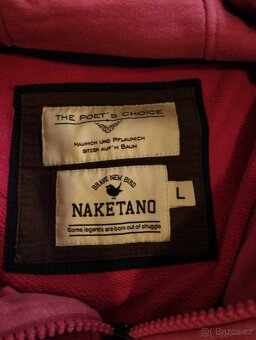 THE POET'S CHOICE
HAUMICH UND PFLAUMICH
SITZEN AUF'M BAUM
BRAND NEW BIRD
NAKETANO
Some legends are born out of struggle
L
Bazos.cz